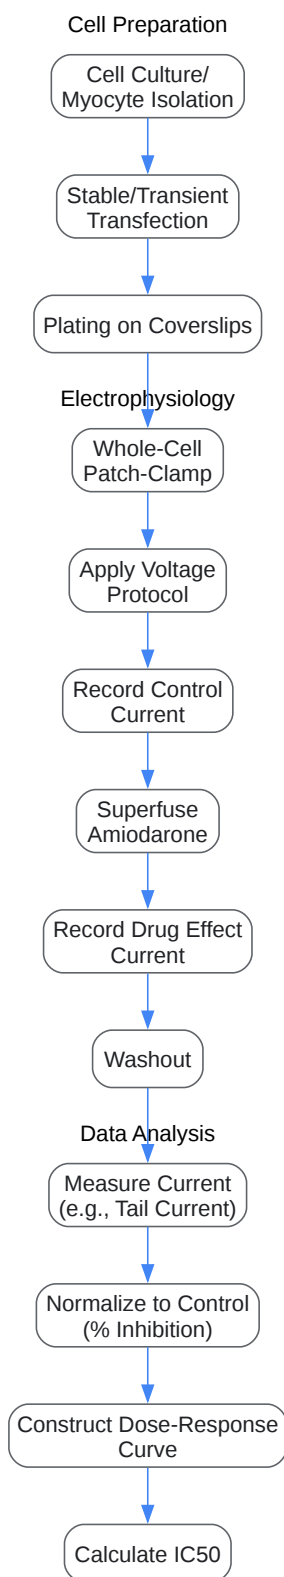 Cell Preparation
Cell Culture/
Myocyte Isolation
Stable/Transient
Transfection
Plating on Coverslips
Electrophysiology
Whole-Cell
Patch-Clamp
Apply Voltage
Protocol
Record Control
Current
Superfuse
Amiodarone
Record Drug Effect
Current
Washout
Data Analysis
Measure Current
(e.g., Tail Current)
Normalize to Control
(% Inhibition)
Construct Dose-Response
Curve
Calculate IC50